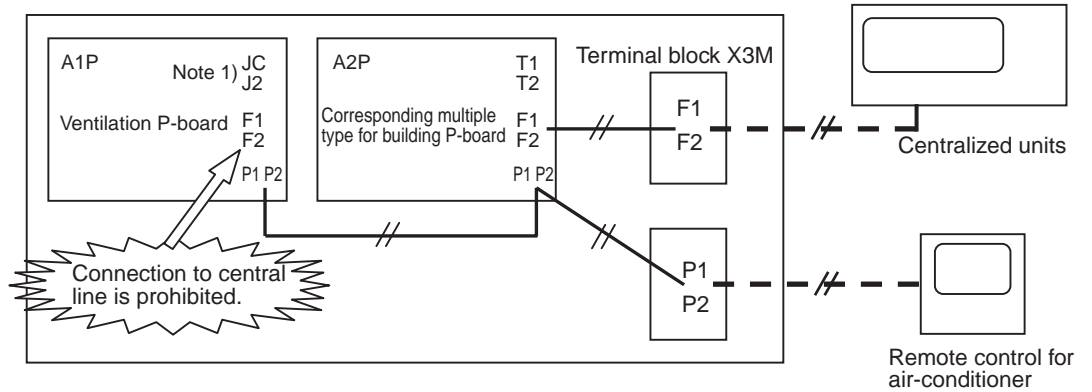 A1P
Note 1) JC
J2
Ventilation P-board
F1
F2
P1 P2
Connection to central
line is prohibited.
A2P
T1
T2
Corresponding multiple
type for building P-board
F1
F2
P1 P2
Terminal block X3M
F1
F2
P1
P2
Centralized units
Remote control for
air-conditioner